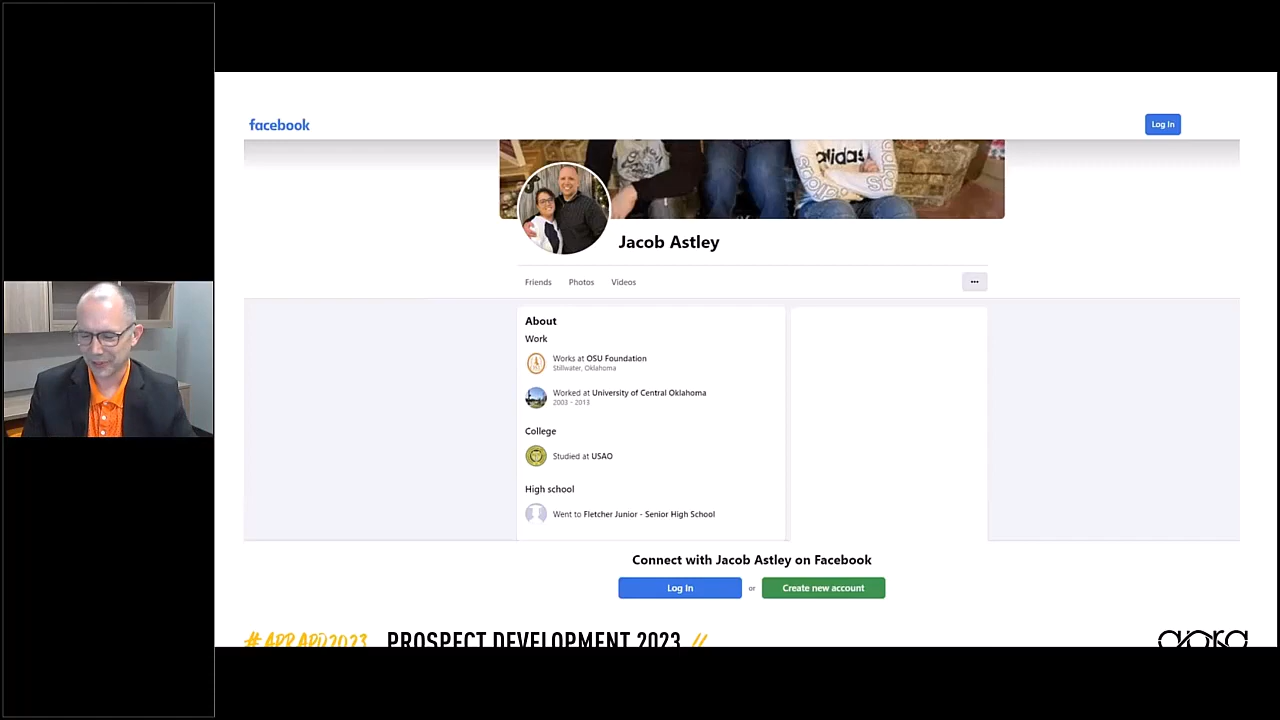 facebook
Log In
adidas
Jacob Astley
Friends Photos Videos
About
Work
Works at OSU Foundation
Stillwater, Oklahoma
Worked at University of Central Oklahoma
2003 - 2013
College
Studied at USAO
High school
Went to Fletcher Junior - Senior High School
Connect with Jacob Astley on Facebook
Log In or Create new account
#APRAPD2023 PROSPECT DEVELOPMENT 2023 //
apra